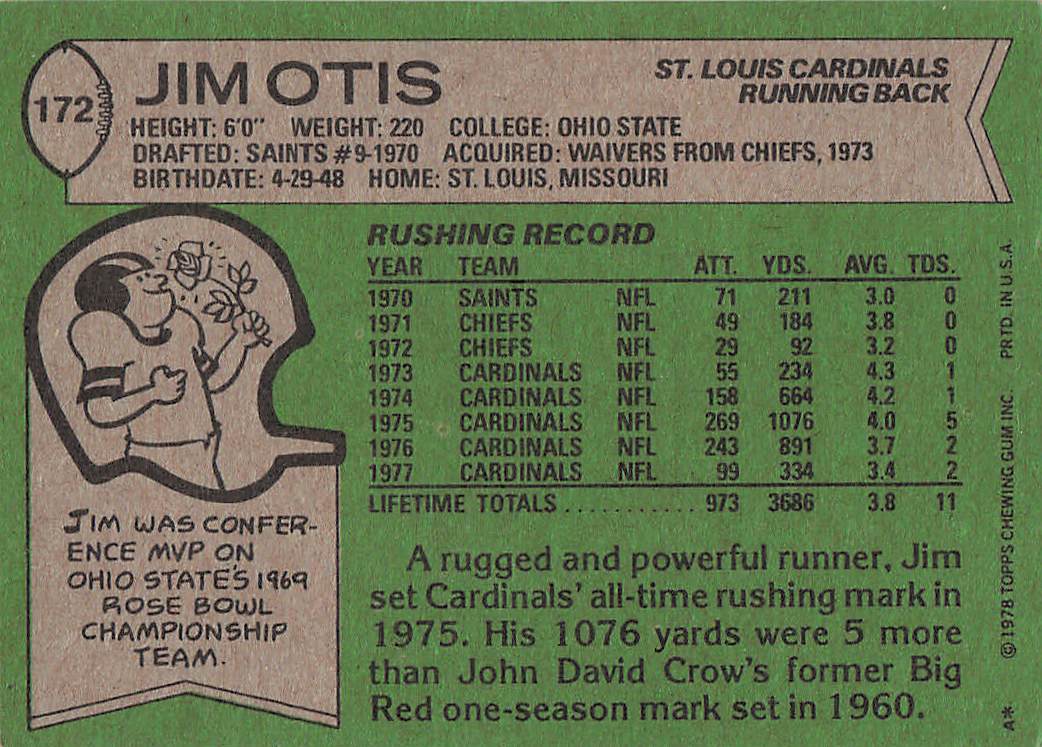 172
JIM OTIS
ST. LOUIS CARDINALS
RUNNING BACK
HEIGHT: 6'0" WEIGHT: 220 COLLEGE: OHIO STATE
DRAFTED: SAINTS #9-1970 ACQUIRED: WAIVERS FROM CHIEFS, 1973
BIRTHDATE: 4-29-48 HOME: ST. LOUIS, MISSOURI
RUSHING RECORD
YEAR TEAM ATT. YDS. AVG. TDS.
1970 SAINTS NFL 71 211 3.0 0
1971 CHIEFS NFL 49 184 3.8 0
1972 CHIEFS NFL 29 92 3.2 0
1973 CARDINALS NFL 55 234 4.3 1
1974 CARDINALS NFL 158 664 4.2 1
1975 CARDINALS NFL 269 1076 4.0 5
1976 CARDINALS NFL 243 891 3.7 2
1977 CARDINALS NFL 99 334 3.4 2
LIFETIME TOTALS ........... 973 3686 3.8 11
JIM WAS CONFER-
ENCE MVP ON
OHIO STATE'S 1969
ROSE BOWL
CHAMPIONSHIP
TEAM.
A rugged and powerful runner, Jim
set Cardinals' all-time rushing mark in
1975. His 1076 yards were 5 more
than John David Crow's former Big
Red one-season mark set in 1960.
A* ©1978 TOPPS CHEWING GUM INC. PRTD. IN U.S.A.